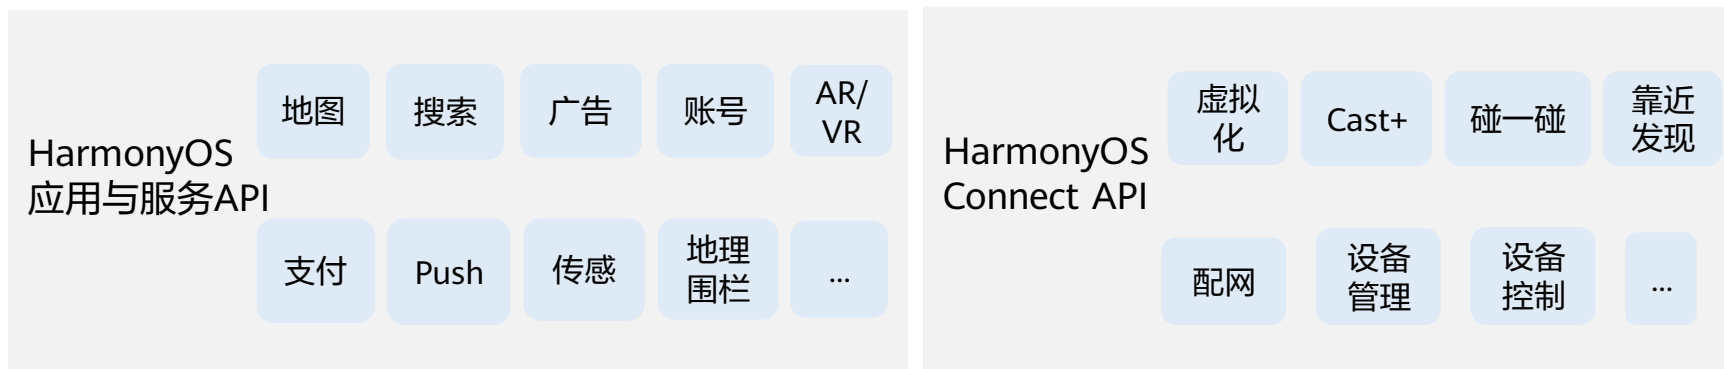 HarmonyOS
应用与服务API
地图
搜索
广告
账号
AR/
VR
支付
Push
传感
地理
围栏
...
HarmonyOS
Connect API
虚拟
化
Cast+
碰一碰
靠近
发现
配网
设备
管理
设备
控制
...